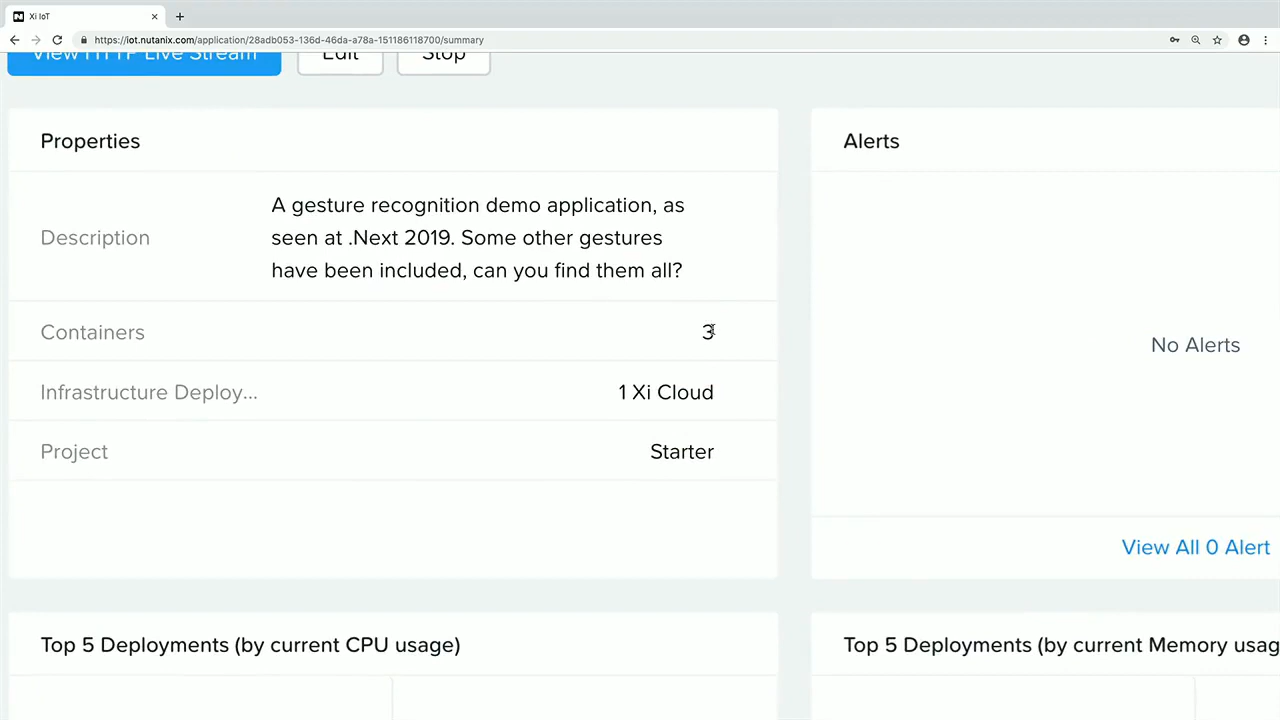 Xi IoT
https://iot.nutanix.com/application/28adb053-136d-46da-a78a-151186118700/summary
View HTTP Live Stream
Edit
Stop
Properties
Description
A gesture recognition demo application, as
seen at .Next 2019. Some other gestures
have been included, can you find them all?
Containers
3
Infrastructure Deploy...
1 Xi Cloud
Project
Starter
Alerts
No Alerts
View All 0 Alert
Top 5 Deployments (by current CPU usage)
Top 5 Deployments (by current Memory usag